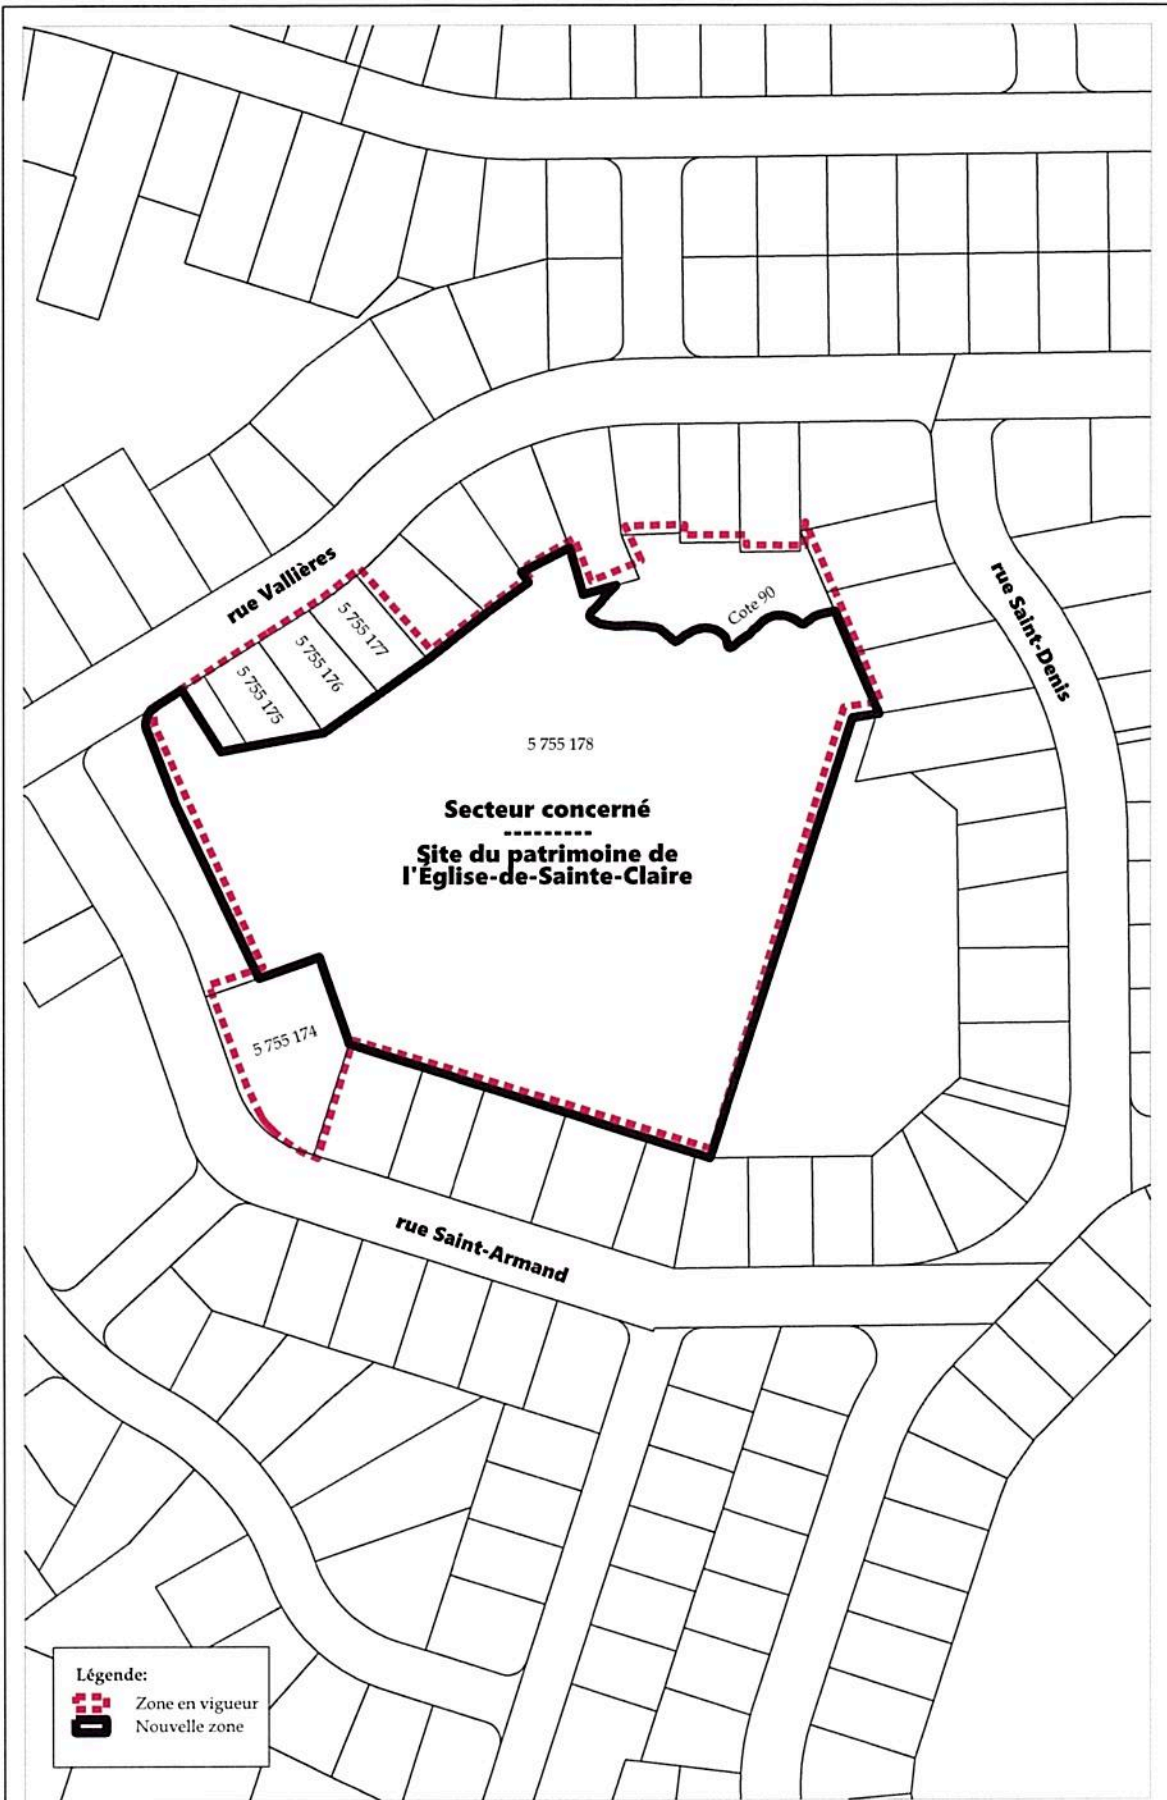 rue Vallières
5 755 177
5 755 176
5 755 175
Cote 90
rue Saint-Denis
5 755 178
Secteur concerné
---------
Site du patrimoine de
l'Église-de-Sainte-Claire
5 755 174
rue Saint-Armand
Légende:
Zone en vigueur
Nouvelle zone